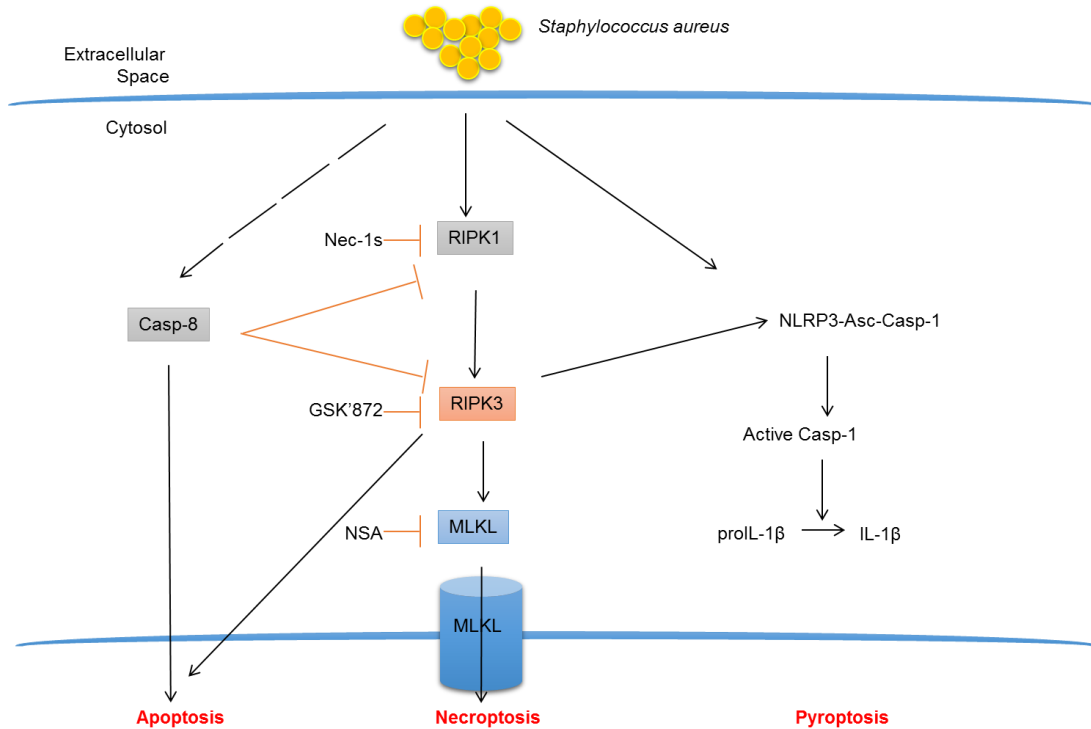 Staphylococcus aureus
Extracellular
Space
Cytosol
Nec-1s
RIPK1
Casp-8
NLRP3-Asc-Casp-1
GSK’872
RIPK3
Active Casp-1
NSA
MLKL
proIL-1β
IL-1β
MLKL
Apoptosis
Necroptosis
Pyroptosis